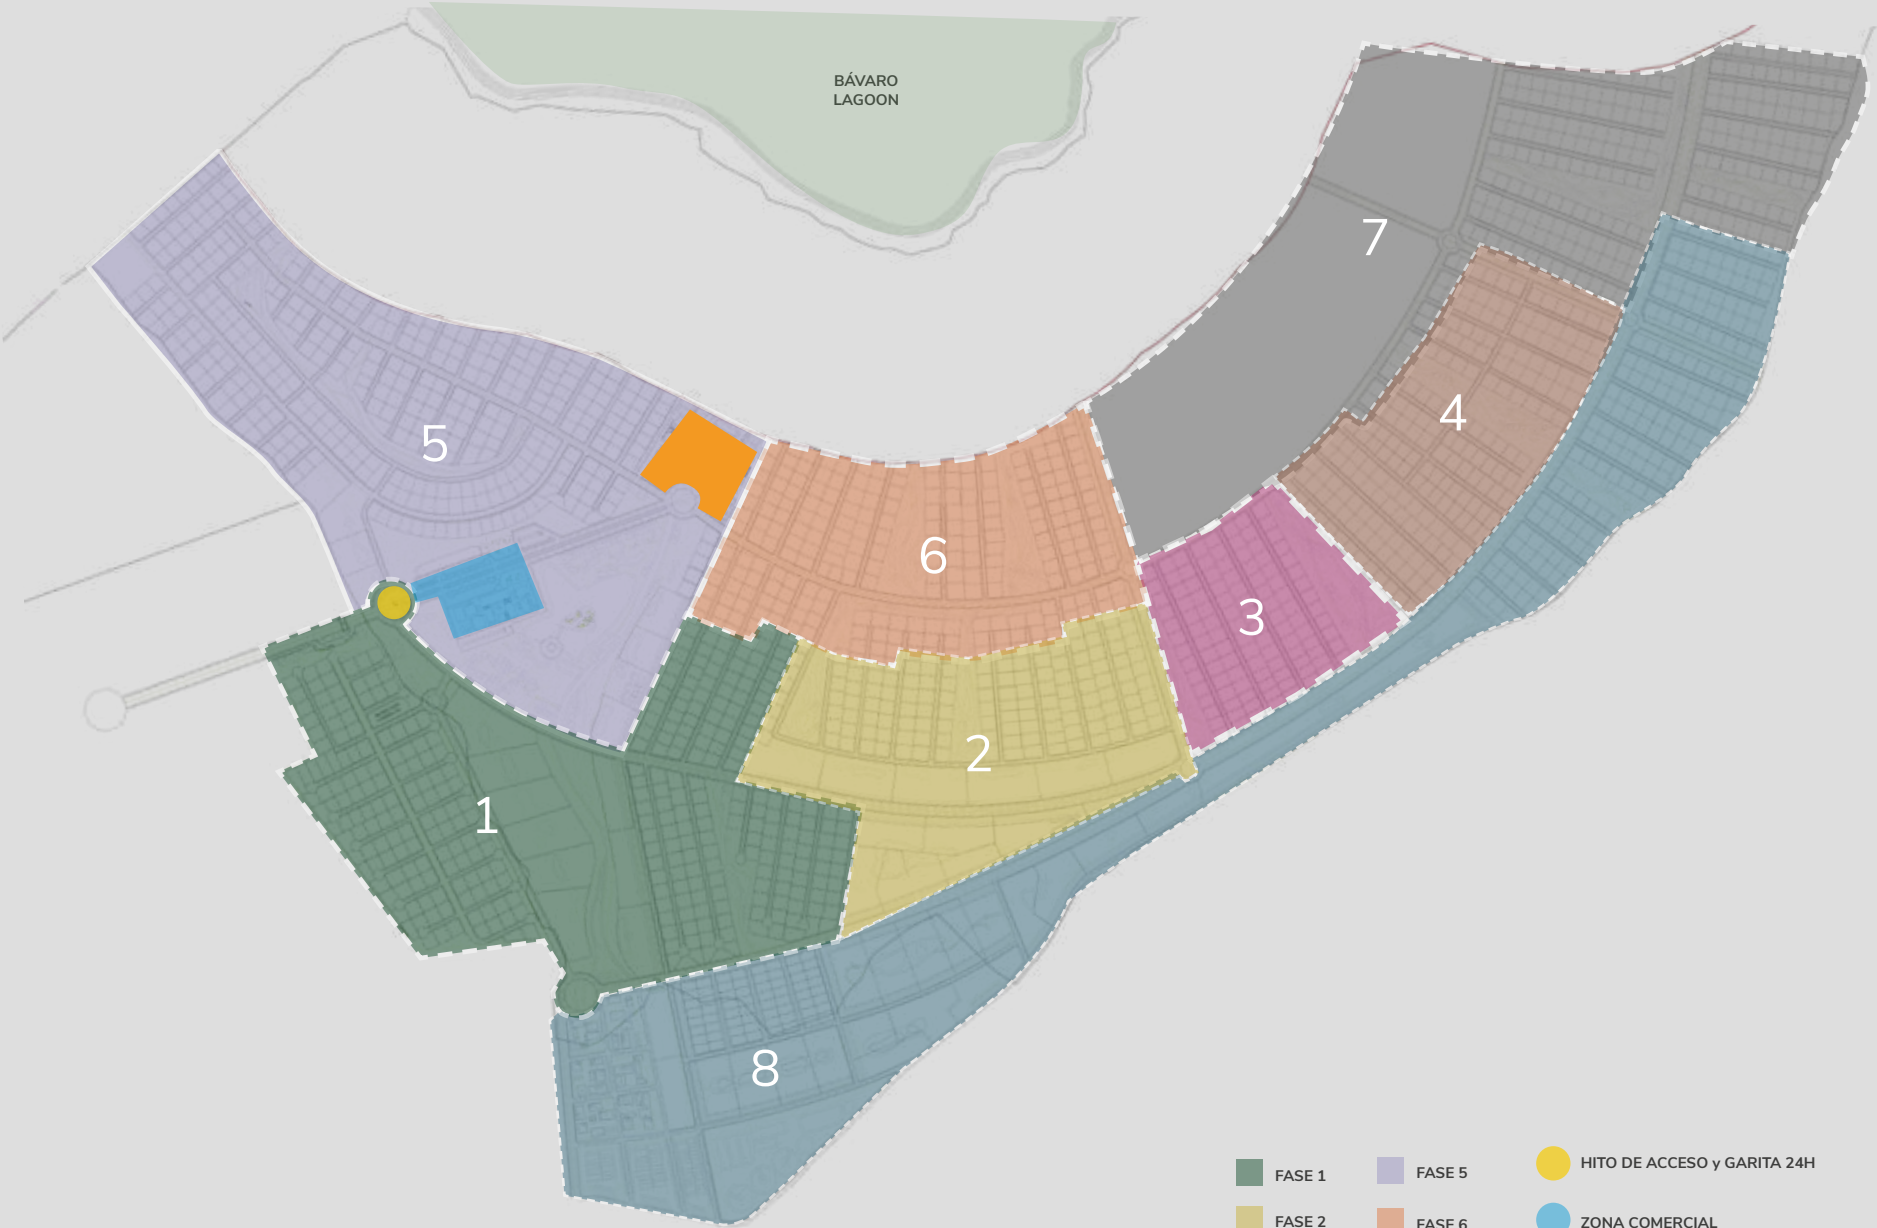 BÁVARO
LAGOON
7
4
5
6
3
2
1
8
FASE 1
FASE 5
HITO DE ACCESO y GARITA 24H
FASE 2
FASE 6
ZONA COMERCIAL